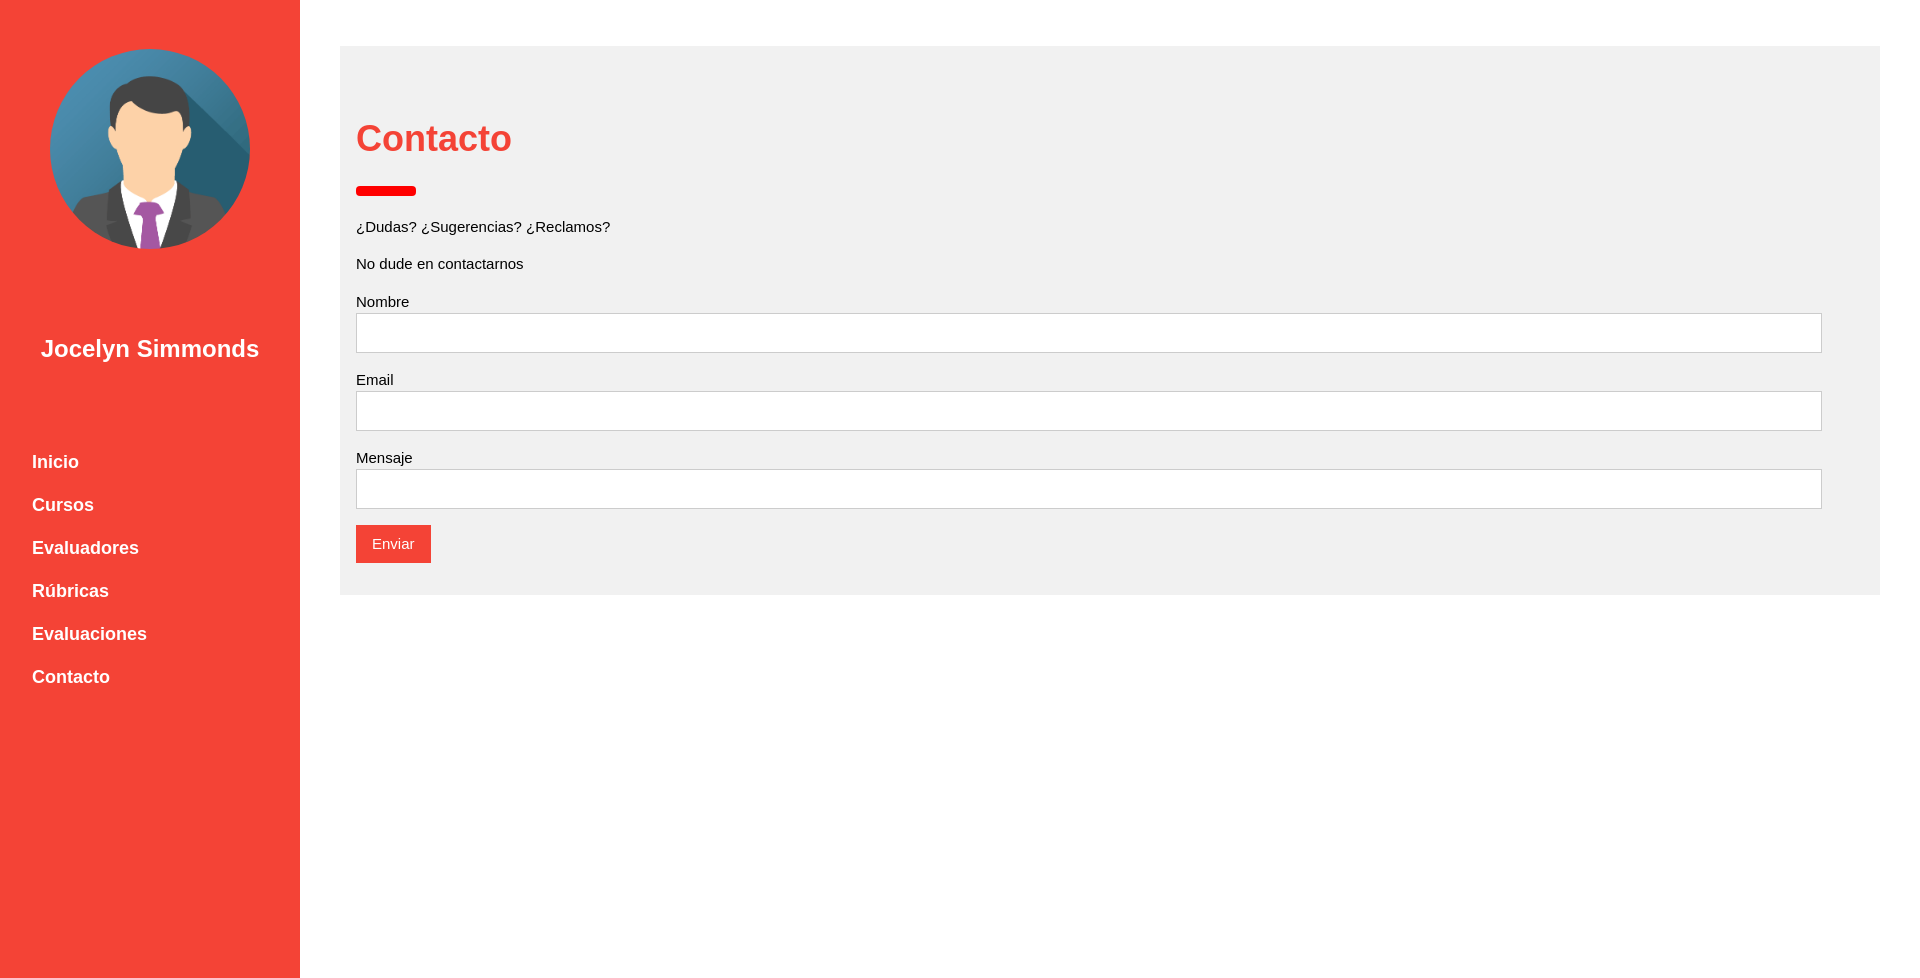 Jocelyn Simmonds
Inicio
Cursos
Evaluadores
Rúbricas
Evaluaciones
Contacto
Contacto
¿Dudas? ¿Sugerencias? ¿Reclamos?
No dude en contactarnos
Nombre
Email
Mensaje
Enviar